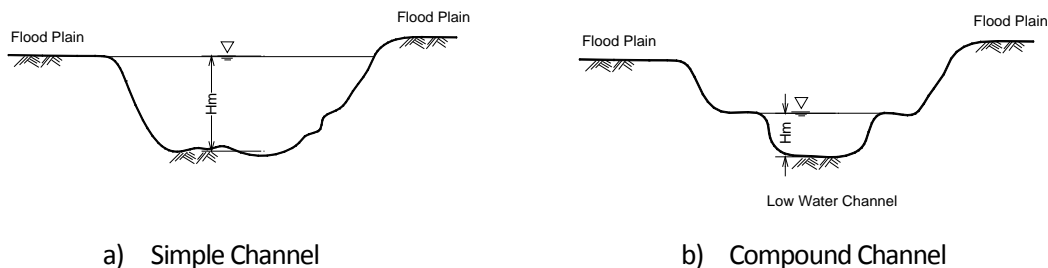 Flood Plain
Flood Plain
Hm
a) Simple Channel
Flood Plain
Flood Plain
Hm
Low Water Channel
b) Compound Channel